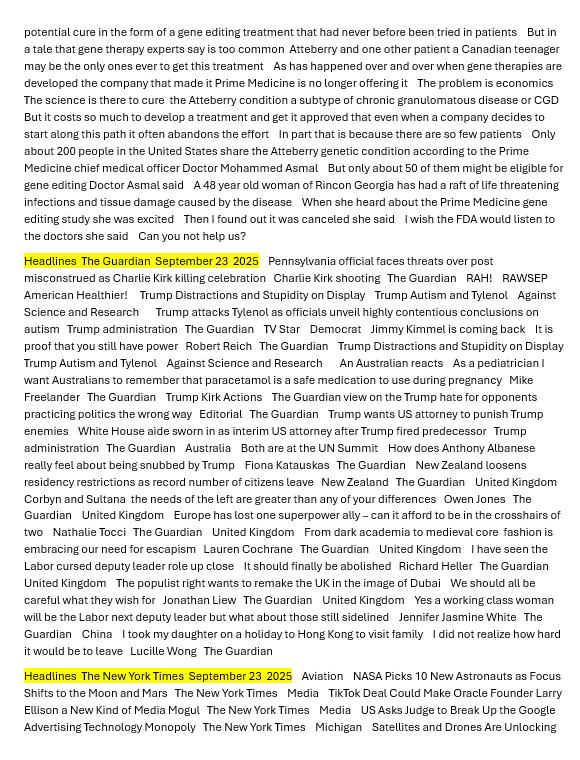 potential cure in the form of a gene editing treatment that had never before been tried in patients    But in
a tale that gene therapy experts say is too common  Atteberry and one other patient a Canadian teenager
may be the only ones ever to get this treatment    As has happened over and over when gene therapies are
developed the company that made it Prime Medicine is no longer offering it    The problem is economics
The science is there to cure  the Atteberry condition a subtype of chronic granulomatous disease or CGD
But it costs so much to develop a treatment and get it approved that even when a company decides to
start along this path it often abandons the effort    In part that is because there are so few patients    Only
about 200 people in the United States share the Atteberry genetic condition according to the Prime
Medicine chief medical officer Doctor Mohammed Asmal    But only about 50 of them might be eligible for
gene editing Doctor Asmal said    A 48 year old woman of Rincon Georgia has had a raft of life threatening
infections and tissue damage caused by the disease    When she heard about the Prime Medicine gene
editing study she was excited    Then I found out it was canceled she said    I wish the FDA would listen to
the doctors she said    Can you not help us?
Headlines  The Guardian  September 23  2025    Pennsylvania official faces threats over post
misconstrued as Charlie Kirk killing celebration    Charlie Kirk shooting    The Guardian    RAH!    RAWSEP
American Healthier!    Trump Distractions and Stupidity on Display    Trump Autism and Tylenol    Against
Science and Research      Trump attacks Tylenol as officials unveil highly contentious conclusions on
autism    Trump administration    The Guardian    TV Star    Democrat    Jimmy Kimmel is coming back    It is
proof that you still have power    Robert Reich    The Guardian    Trump Distractions and Stupidity on Display
Trump Autism and Tylenol    Against Science and Research      An Australian reacts    As a pediatrician I
want Australians to remember that paracetamol is a safe medication to use during pregnancy    Mike
Freelander    The Guardian    Trump Kirk Actions    The Guardian view on the Trump hate for opponents
practicing politics the wrong way    Editorial    The Guardian    Trump wants US attorney to punish Trump
enemies    White House aide sworn in as interim US attorney after Trump fired predecessor    Trump
administration    The Guardian    Australia    Both are at the UN Summit    How does Anthony Albanese
really feel about being snubbed by Trump    Fiona Katauskas    The Guardian    New Zealand loosens
residency restrictions as record number of citizens leave    New Zealand    The Guardian    United Kingdom
Corbyn and Sultana  the needs of the left are greater than any of your differences    Owen Jones    The
Guardian    United Kingdom    Europe has lost one superpower ally – can it afford to be in the crosshairs of
two    Nathalie Tocci    The Guardian    United Kingdom    From dark academia to medieval core  fashion is
embracing our need for escapism    Lauren Cochrane    The Guardian    United Kingdom    I have seen the
Labor cursed deputy leader role up close    It should finally be abolished    Richard Heller    The Guardian
United Kingdom    The populist right wants to remake the UK in the image of Dubai    We should all be
careful what they wish for    Jonathan Liew    The Guardian    United Kingdom    Yes a working class woman
will be the Labor next deputy leader but what about those still sidelined    Jennifer Jasmine White    The
Guardian    China    I took my daughter on a holiday to Hong Kong to visit family    I did not realize how hard
it would be to leave    Lucille Wong    The Guardian
Headlines  The New York Times  September 23  2025    Aviation    NASA Picks 10 New Astronauts as Focus
Shifts to the Moon and Mars    The New York Times    Media    TikTok Deal Could Make Oracle Founder Larry
Ellison a New Kind of Media Mogul    The New York Times    Media    US Asks Judge to Break Up the Google
Advertising Technology Monopoly    The New York Times    Michigan    Satellites and Drones Are Unlocking